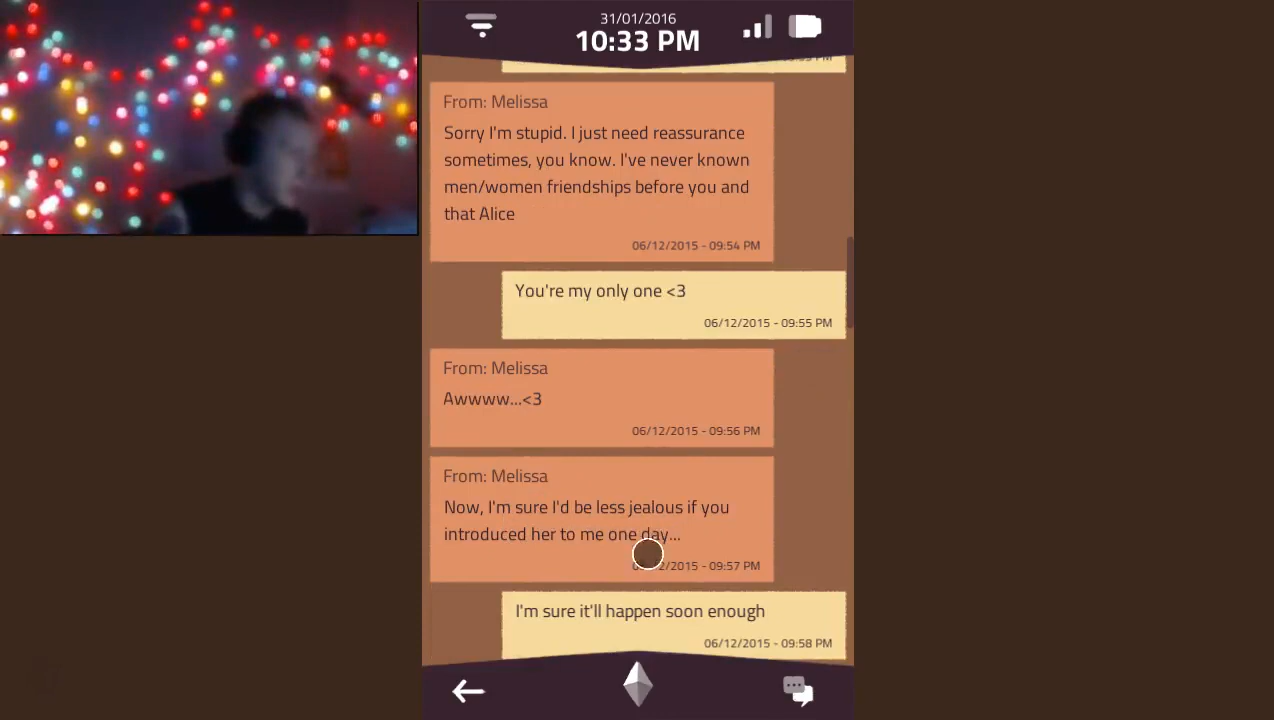 31/01/2016
10:33 PM
From: Melissa
Sorry I'm stupid. I just need reassurance
sometimes, you know. I've never known
men/women friendships before you and
that Alice
06/12/2015 - 09:54 PM
You're my only one <3
06/12/2015 - 09:55 PM
From: Melissa
Awwww...<3
06/12/2015 - 09:56 PM
From: Melissa
Now, I'm sure I'd be less jealous if you
introduced her to me one day...
2/2015 - 09:57 PM
I'm sure it'll happen soon enough
06/12/2015 - 09:58 PM